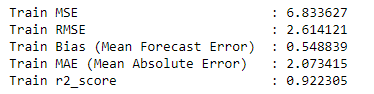 Train MSE : 6.833627
Train RMSE : 2.614121
Train Bias (Mean Forecast Error) : 0.548839
Train MAE (Mean Absolute Error) : 2.073415
Train r2_score : 0.922305